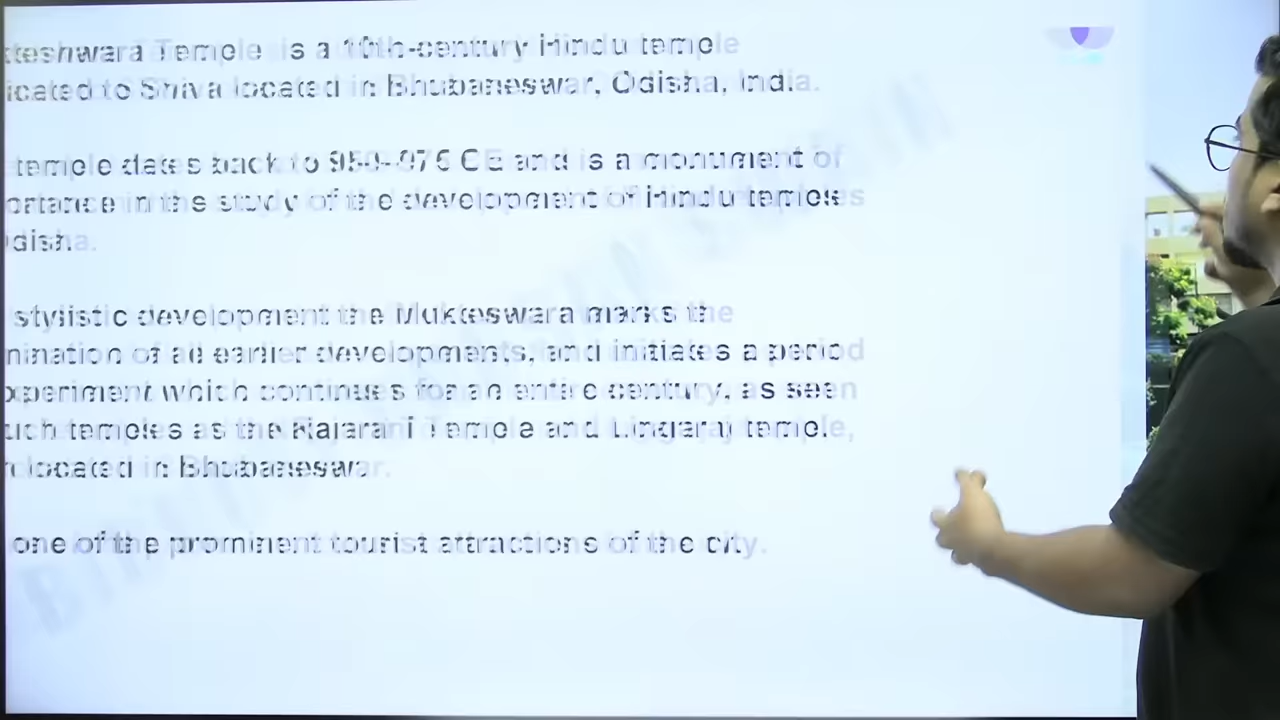 kteshwara Temple is a 10th-century Hindu temple
icated to Shiva located in Bhubaneswar, Odisha, India.
temple dates back to 950-975 CE and is a monument of
ortance in the study of the development of Hindu temples
disha.
stylistic development the Mukteswara marks the
mination of all earlier developments, and initiates a period
xperiment which continues for an entire century, as seen
uch temples as the Rajarani Temple and Lingaraj temple,
located in Bhubaneswar.
one of the prominent tourist attractions of the city.